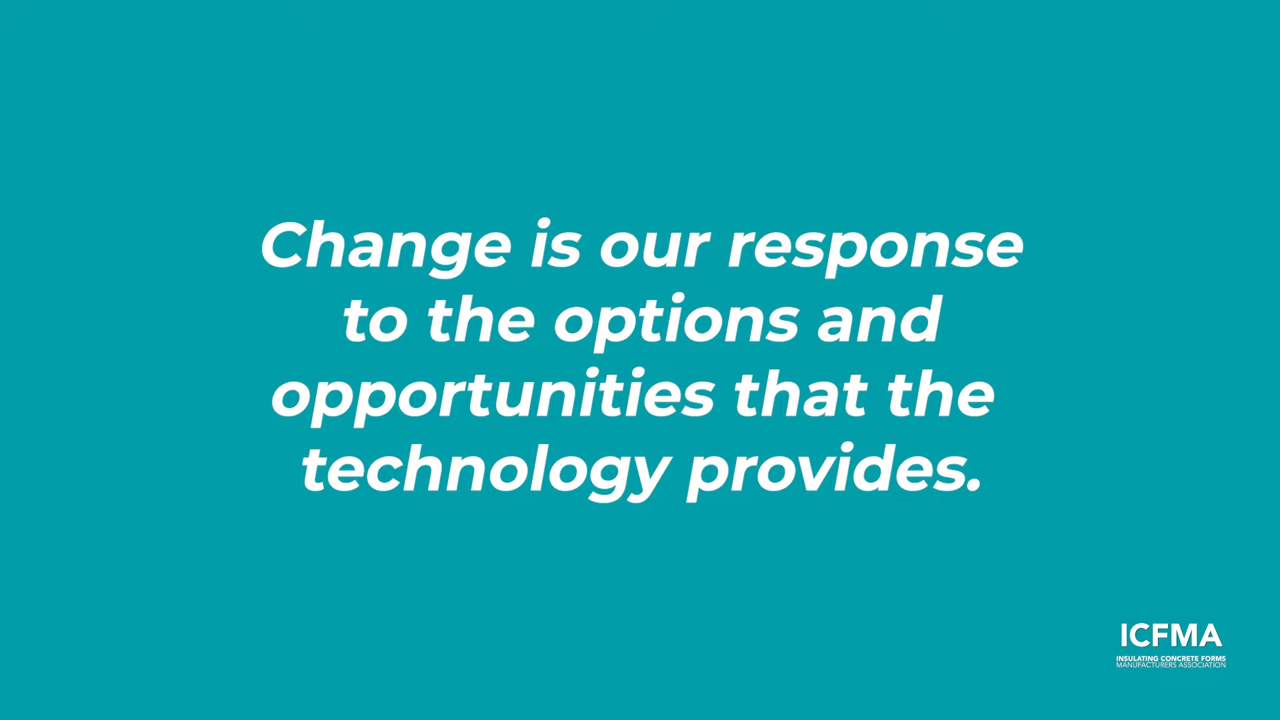 Change is our response
to the options and
opportunities that the
technology provides.
ICFMA
INSULATING CONCRETE FORMS
MANUFACTURERS ASSOCIATION